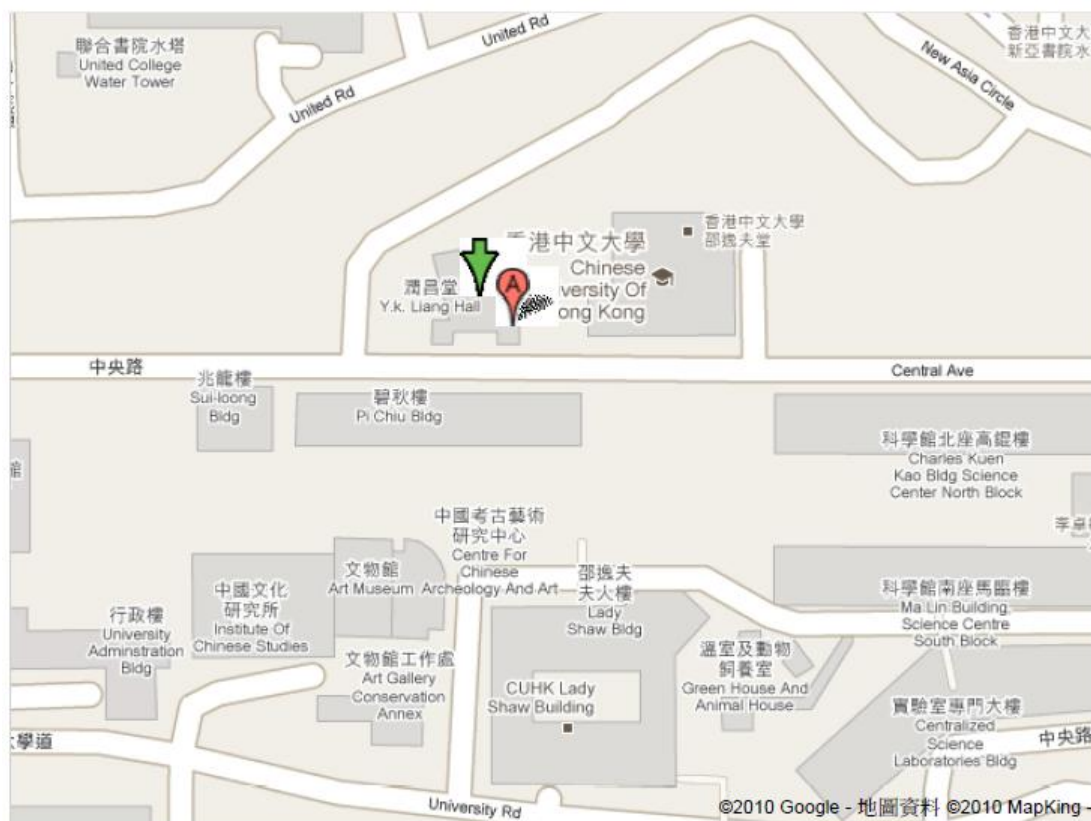 聯合書院水塔
United College
Water Tower
United Rd
United Rd
New Asia Circle
香港中文大
新亞書院水
香港中文大學
邵逸夫堂
香港中文大學
Chinese
versity Of
ong Kong
A
潤昌堂
Y.k. Liang Hall
中央路
Central Ave
兆龍樓
Sui-loong
Bldg
碧秋樓
Pi Chiu Bldg
科學館北座高錕樓
Charles Kuen
Kao Bldg Science
Center North Block
館
李卓
中國考古藝術
研究中心
Centre For
Chinese
Archeology And Art
文物館
Art Museum
中國文化
研究所
Institute Of
Chinese Studies
行政樓
University
Adminstration
Bldg
邵逸夫
夫人樓
Lady
Shaw Bldg
科學館南座馬臨樓
Ma Lin Building,
Science Centre
South Block
文物館工作處
Art Gallery
Conservation
Annex
CUHK Lady
Shaw Building
溫室及動物
飼養室
Green House And
Animal House
實驗室專門大樓
Centralized
Science
Laboratories Bldg
中央路
大學道
University Rd
©2010 Google - 地圖資料 ©2010 MapKing -